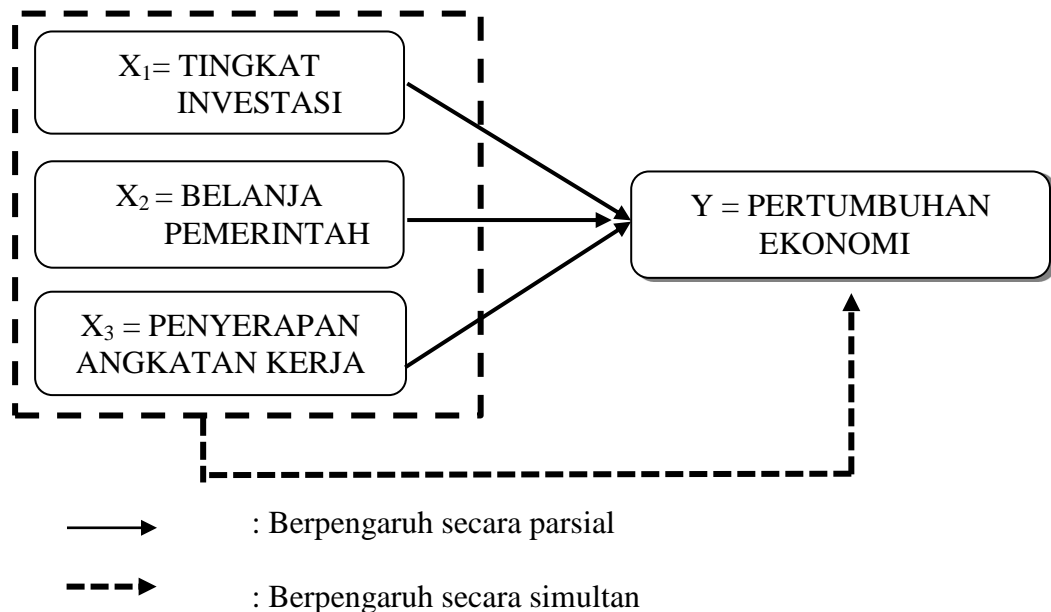 X₁= TINGKAT
INVESTASI
X₂ = BELANJA
PEMERINTAH
X₃ = PENYERAPAN
ANGKATAN KERJA
Y = PERTUMBUHAN
EKONOMI
: Berpengaruh secara parsial
: Berpengaruh secara simultan